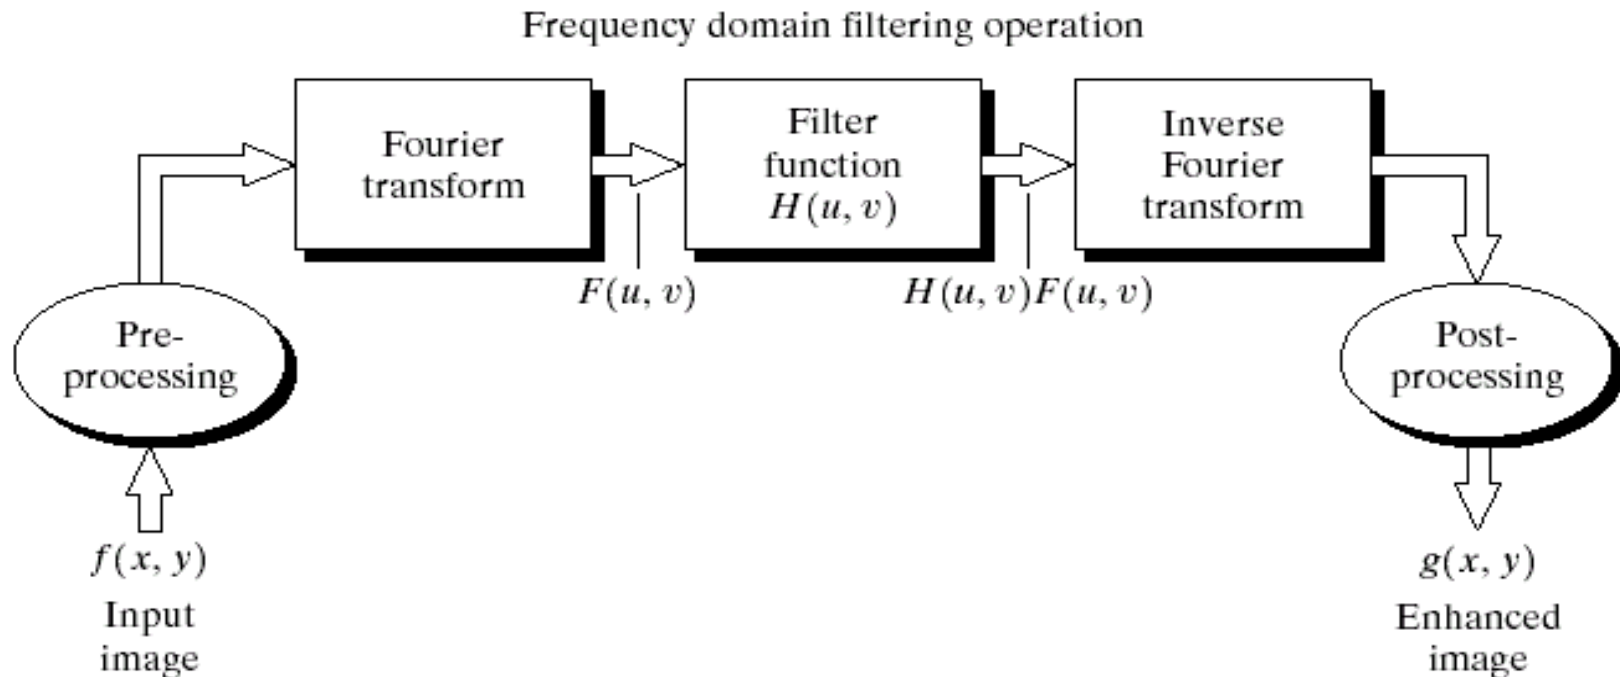 Frequency domain filtering operation
Fourier
transform
Filter
function
H(u, v)
Inverse
Fourier
transform
F(u, v)
H(u, v)F(u, v)
Pre-
processing
Post-
processing
f(x, y)
Input
image
g(x, y)
Enhanced
image